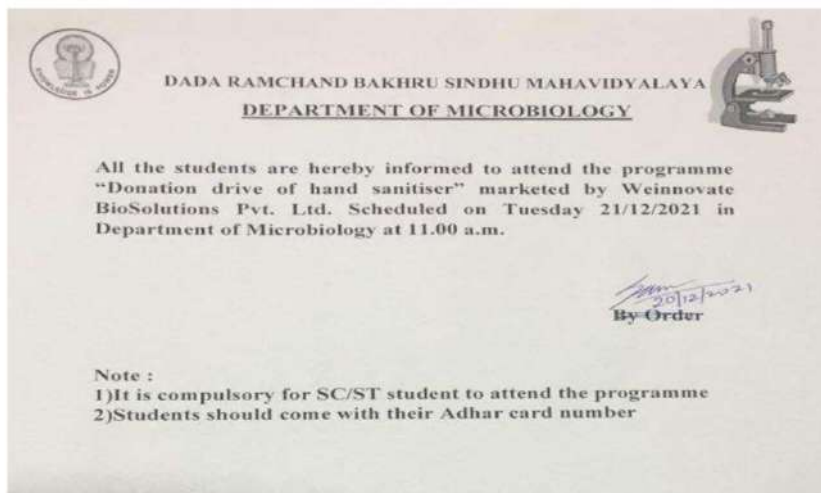 KNOWLEDGE IS POWER
DADA RAMCHAND BAKHRU SINDHU MAHAVIDYALAYA
DEPARTMENT OF MICROBIOLOGY
All the students are hereby informed to attend the programme
“Donation drive of hand sanitiser” marketed by Weinnovate
BioSolutions Pvt. Ltd. Scheduled on Tuesday 21/12/2021 in
Department of Microbiology at 11.00 a.m.
20/12/2021
By Order
Note :
1)It is compulsory for SC/ST student to attend the programme
2)Students should come with their Adhar card number